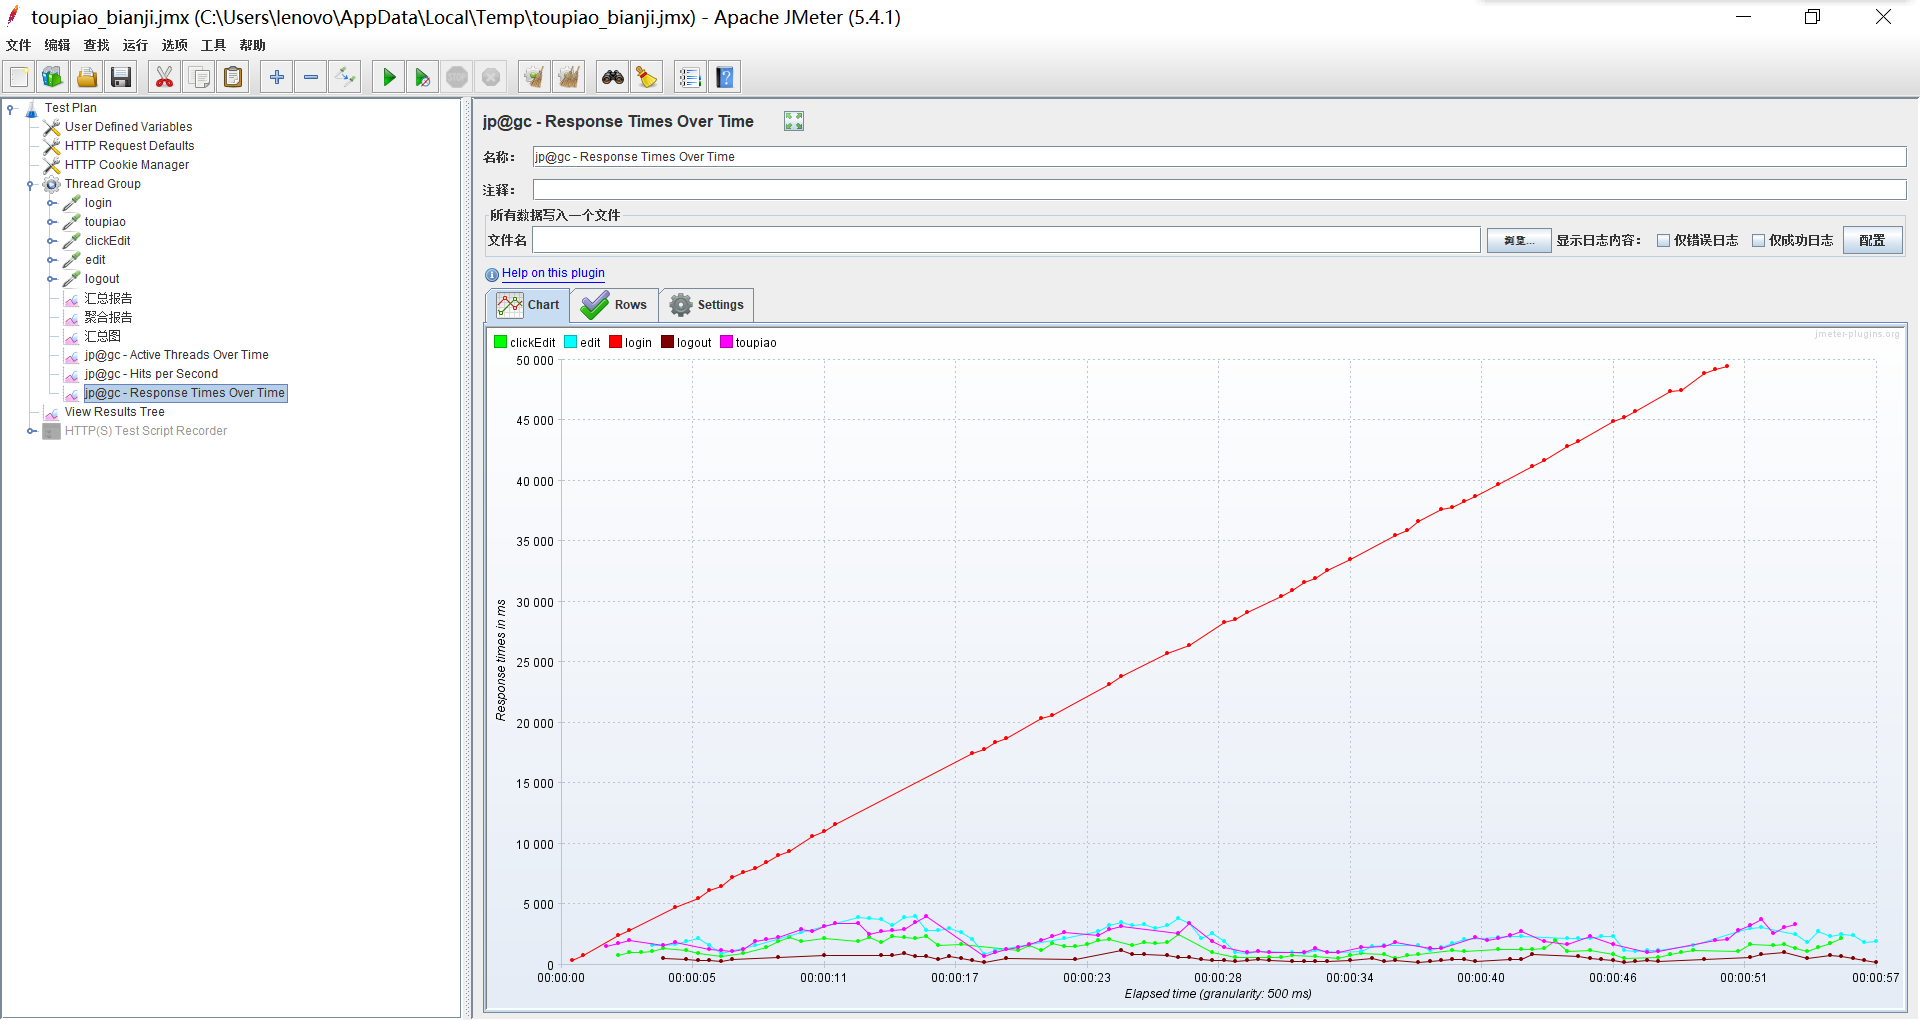 toupiao_bianji.jmx (C:\Users\lenovo\AppData\Local\Temp\toupiao_bianji.jmx) - Apache JMeter (5.4.1)
文件 编辑 查找 运行 选项 工具 帮助
Test Plan
User Defined Variables
HTTP Request Defaults
HTTP Cookie Manager
Thread Group
login
toupiao
clickEdit
edit
logout
汇总报告
聚合报告
汇总图
jp@gc - Active Threads Over Time
jp@gc - Hits per Second
jp@gc - Response Times Over Time
View Results Tree
HTTP(S) Test Script Recorder
jp@gc - Response Times Over Time
名称： jp@gc - Response Times Over Time
注释：
所有数据写入一个文件
文件名 浏览... 显示日志内容： 仅错误日志 仅成功日志 配置
Help on this plugin
Chart Rows Settings
jmeter-plugins.org
clickEdit edit login logout toupiao
50 000
45 000
40 000
35 000
30 000
25 000
20 000
15 000
10 000
5 000
0
Response times in ms
00:00:00 00:00:05 00:00:11 00:00:17 00:00:23 00:00:28 00:00:34 00:00:40 00:00:46 00:00:51 00:00:57
Elapsed time (granularity: 500 ms)